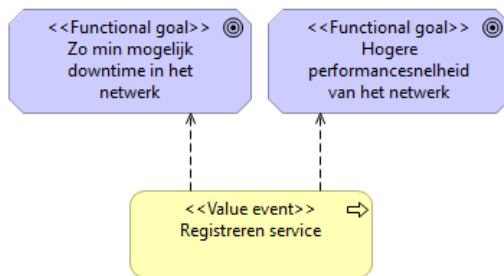 <<Functional goal>>
Zo min mogelijk
downtime in het
netwerk
<<Functional goal>>
Hogere
performancesnelheid
van het netwerk
<<Value event>>
Registreren service